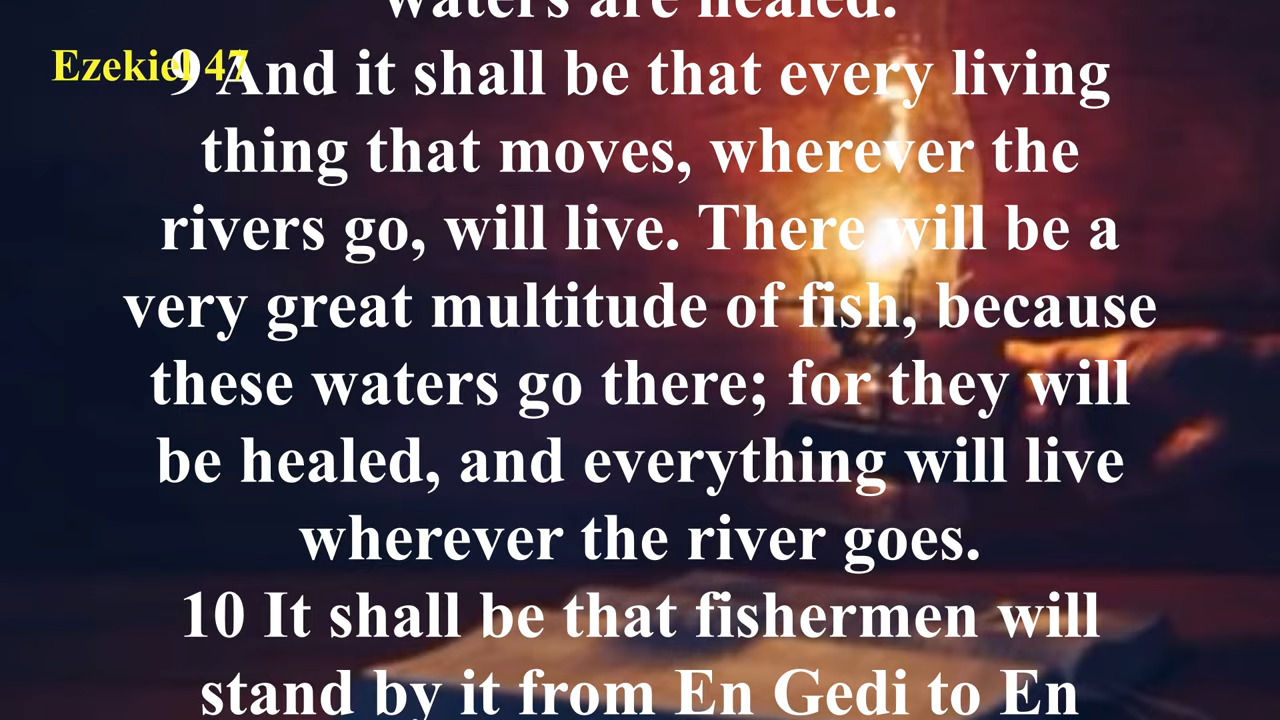 waters are healed.
Ezekiel 47
9 And it shall be that every living
thing that moves, wherever the
rivers go, will live. There will be a
very great multitude of fish, because
these waters go there; for they will
be healed, and everything will live
wherever the river goes.
10 It shall be that fishermen will
stand by it from En Gedi to En